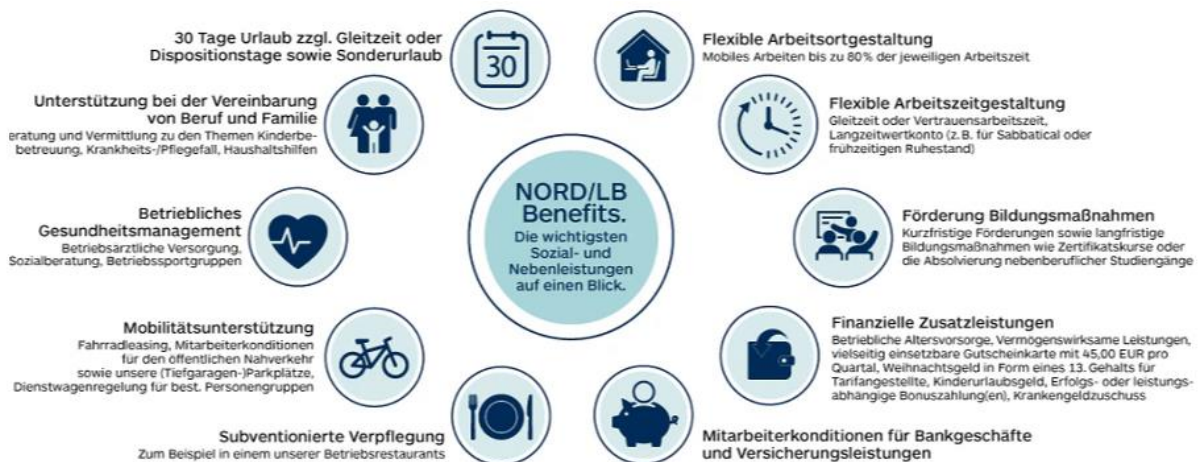 30 Tage Urlaub zzgl. Gleitzeit oder
Dispositionstage sowie Sonderurlaub
30
Flexible Arbeitsortgestaltung
Mobiles Arbeiten bis zu 80% der jeweiligen Arbeitszeit
Unterstützung bei der Vereinbarung
von Beruf und Familie
eratung und Vermittlung zu den Themen Kinderbe-
betreuung, Krankheits-/Pflegefall, Haushaltshilfen
Flexible Arbeitszeitgestaltung
Gleitzeit oder Vertrauensarbeitszeit,
Langzeitwertkonto (z.B. für Sabbatical oder
frühzeitigen Ruhestand)
NORD/LB
Benefits.
Die wichtigsten
Sozial- und
Nebenleistungen
auf einen Blick.
Betriebliches
Gesundheitsmanagement
Betriebsärztliche Versorgung,
Sozialberatung, Betriebssportgruppen
Förderung Bildungsmaßnahmen
Kurzfristige Förderungen sowie langfristige
Bildungsmaßnahmen wie Zertifikatskurse oder
die Absolvierung nebenberuflicher Studiengänge
Mobilitätsunterstützung
Fahrradleasing, Mitarbeiterkonditionen
für den öffentlichen Nahverkehr
sowie unsere (Tiefgaragen-)Parkplätze,
Dienstwagenregelung für best. Personengruppen
Finanzielle Zusatzleistungen
Betriebliche Altersvorsorge, Vermögenswirksame Leistungen,
vielseitig einsetzbare Gutscheinkarte mit 45,00 EUR pro
Quartal, Weihnachtsgeld in Form eines 13. Gehalts für
Tarifangestellte, Kinderurlaubsgeld, Erfolgs- oder leistungs-
abhängige Bonuszahlung(en), Krankengeldzuschuss
Subventionierte Verpflegung
Zum Beispiel in einem unserer Betriebsrestaurants
Mitarbeiterkonditionen für Bankgeschäfte
und Versicherungsleistungen